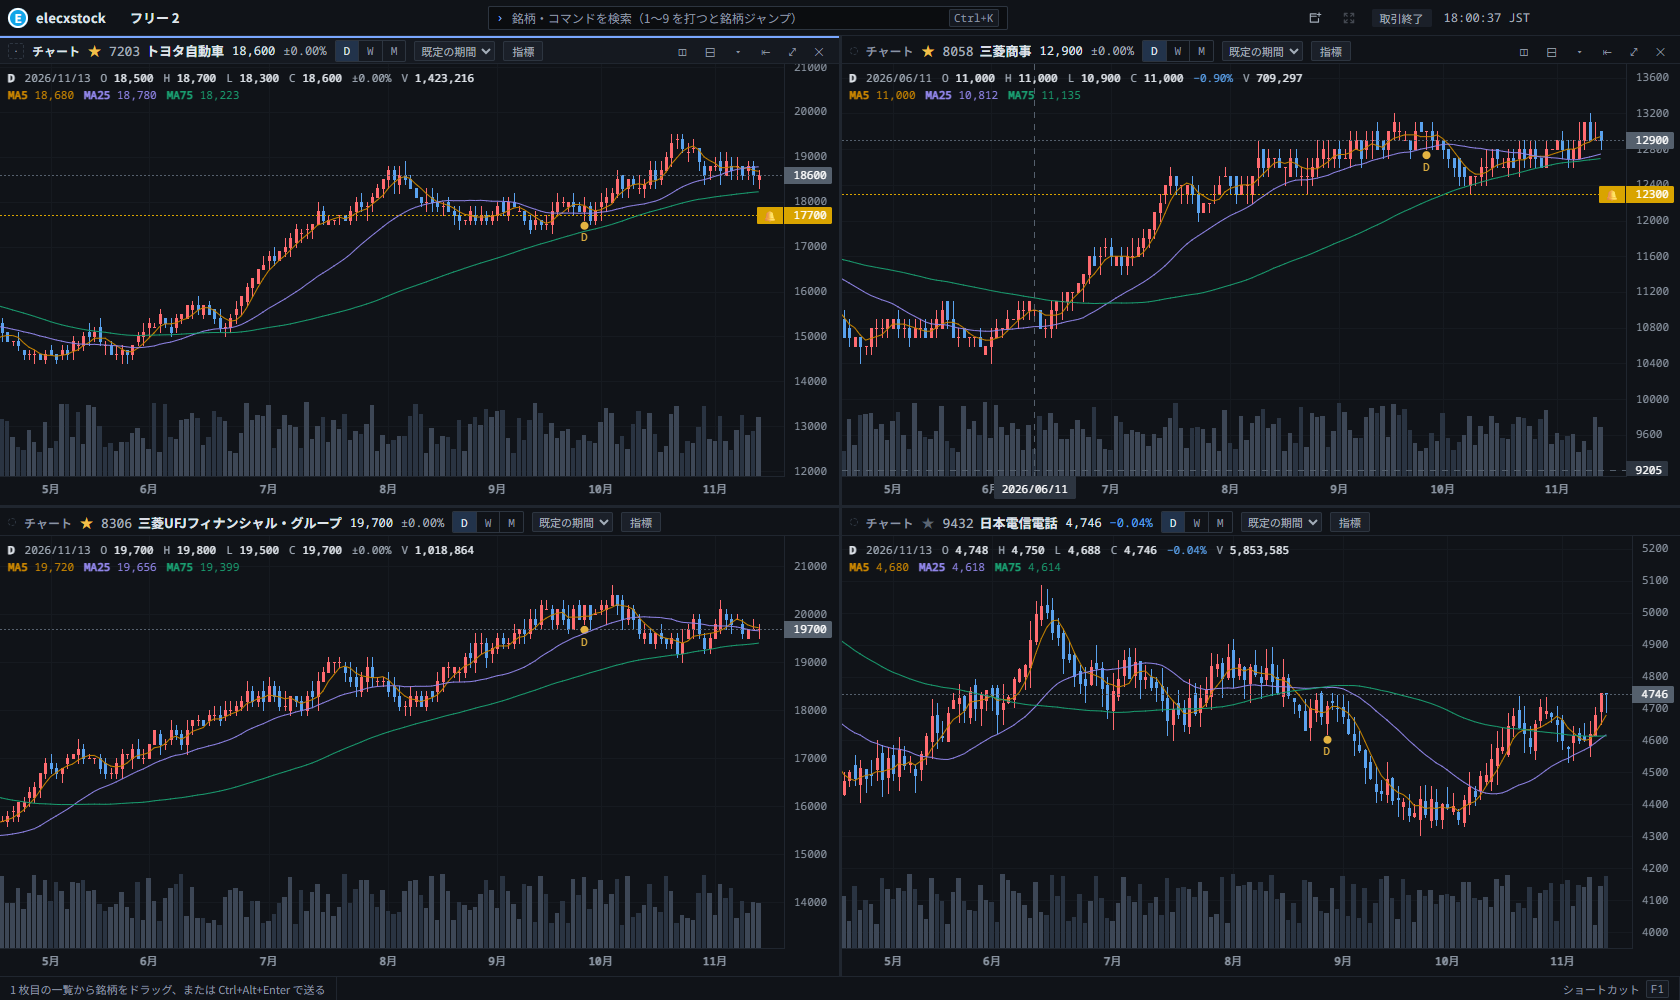 elecxstock フリー 2 › 銘柄・コマンドを検索（1〜9 を打つと銘柄ジャンプ） Ctrl+K 取引終了 18:00:37 JST
チャート ★ 7203 トヨタ自動車 18,600 ±0.00% D W M 既定の期間 指標
D 2026/11/13 O 18,500 H 18,700 L 18,300 C 18,600 ±0.00% V 1,423,216
MA5 18,680 MA25 18,780 MA75 18,223
21000
20000
19000
18600
18000
17700
17000
16000
15000
14000
13000
12000
D
5月 6月 7月 8月 9月 10月 11月
チャート ★ 8058 三菱商事 12,900 ±0.00% D W M 既定の期間 指標
D 2026/06/11 O 11,000 H 11,000 L 10,900 C 11,000 -0.90% V 709,297
MA5 11,000 MA25 10,812 MA75 11,135
13600
13200
12900
12800
12400
12300
12000
11600
11200
10800
10400
10000
9600
9205
D
5月 6月 2026/06/11 7月 8月 9月 10月 11月
チャート ★ 8306 三菱UFJフィナンシャル・グループ 19,700 ±0.00% D W M 既定の期間 指標
D 2026/11/13 O 19,700 H 19,800 L 19,500 C 19,700 ±0.00% V 1,018,864
MA5 19,720 MA25 19,656 MA75 19,399
21000
20000
19700
19000
18000
17000
16000
15000
14000
D
5月 6月 7月 8月 9月 10月 11月
チャート ★ 9432 日本電信電話 4,746 -0.04% D W M 既定の期間 指標
D 2026/11/13 O 4,748 H 4,750 L 4,688 C 4,746 -0.04% V 5,853,585
MA5 4,680 MA25 4,618 MA75 4,614
5200
5100
5000
4900
4800
4746
4700
4600
4500
4400
4300
4200
4100
4000
D
5月 6月 7月 8月 9月 10月 11月
1 枚目の一覧から銘柄をドラッグ、または Ctrl+Alt+Enter で送る ショートカット F1